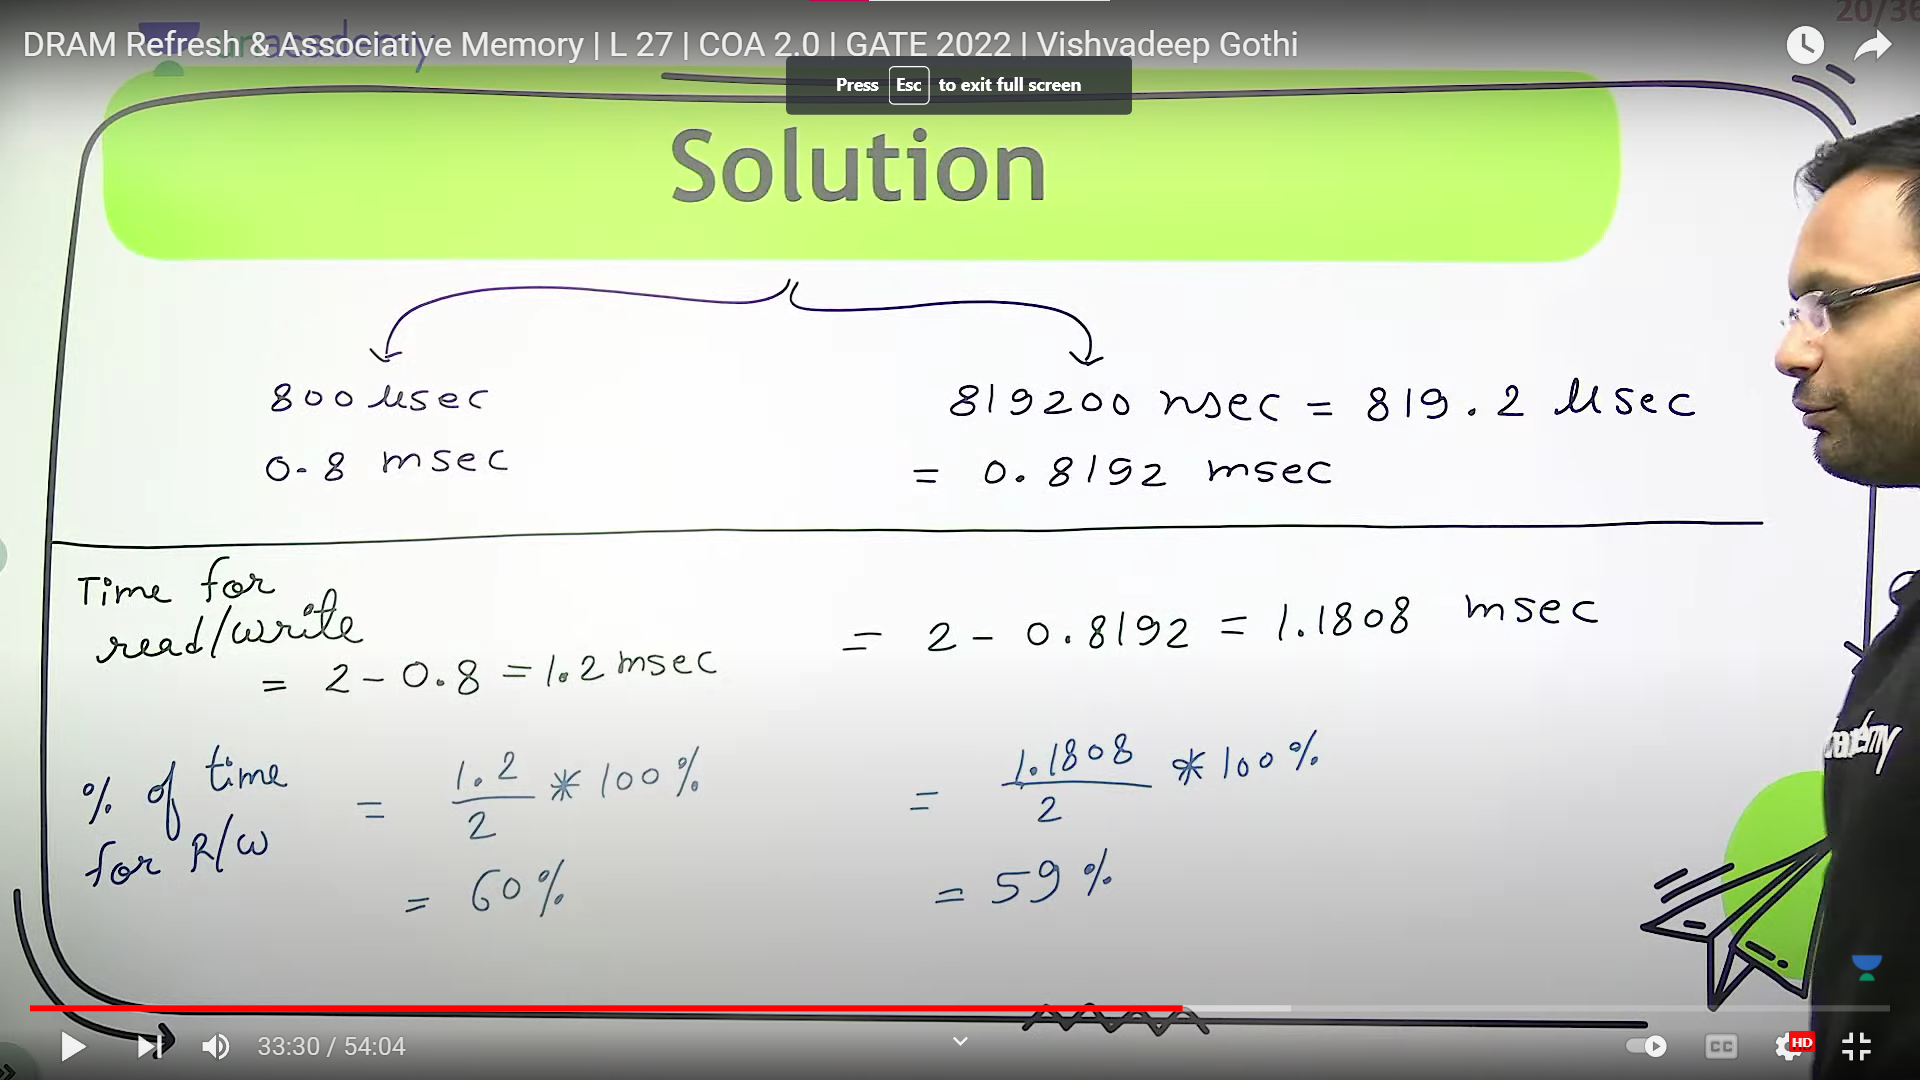 20/36
DRAM Refresh & Associative Memory | L 27 | COA 2.0 | GATE 2022 | Vishvadeep Gothi
Press Esc to exit full screen
Solution
800 μsec
0.8 msec
819200 nsec = 819.2 μsec
= 0.8192 msec
Time for
read/write
= 2 - 0.8 = 1.2 msec
= 2 - 0.8192 = 1.1808 msec
% of time
for R/W
= 1.2/2 * 100 %
= 60 %
= 1.1808/2 * 100 %
= 59 %
33:30 / 54:04
CC
HD